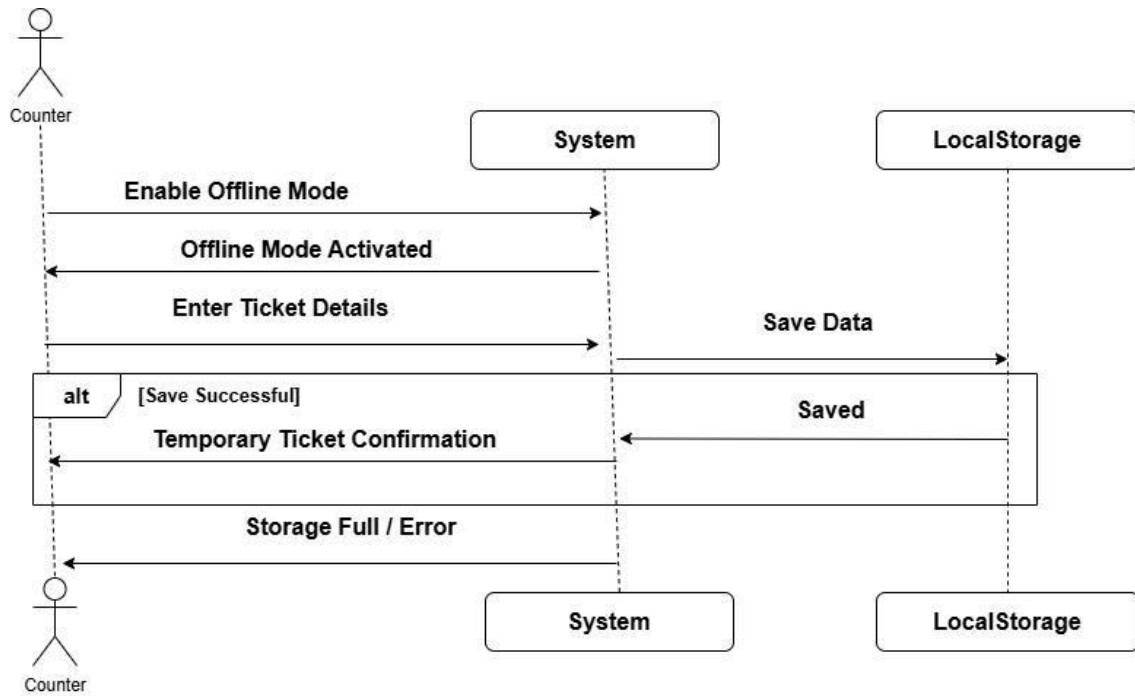 Counter
System
LocalStorage
Enable Offline Mode
Offline Mode Activated
Enter Ticket Details
Save Data
alt
[Save Successful]
Saved
Temporary Ticket Confirmation
Storage Full / Error
System
LocalStorage
Counter